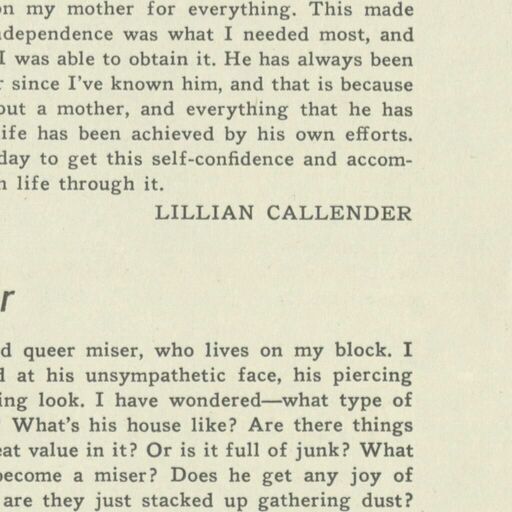 on my mother for everything. This made
dependence was what I needed most, and
I was able to obtain it. He has always been
r since I've known him, and that is because
out a mother, and everything that he has
ife has been achieved by his own efforts.
day to get this self-confidence and accom-
n life through it.
LILLIAN CALLENDER
r
d queer miser, who lives on my block. I
d at his unsympathetic face, his piercing
ing look. I have wondered—what type of
? What's his house like? Are there things
eat value in it? Or is it full of junk? What
become a miser? Does he get any joy of
are they just stacked up gathering dust?